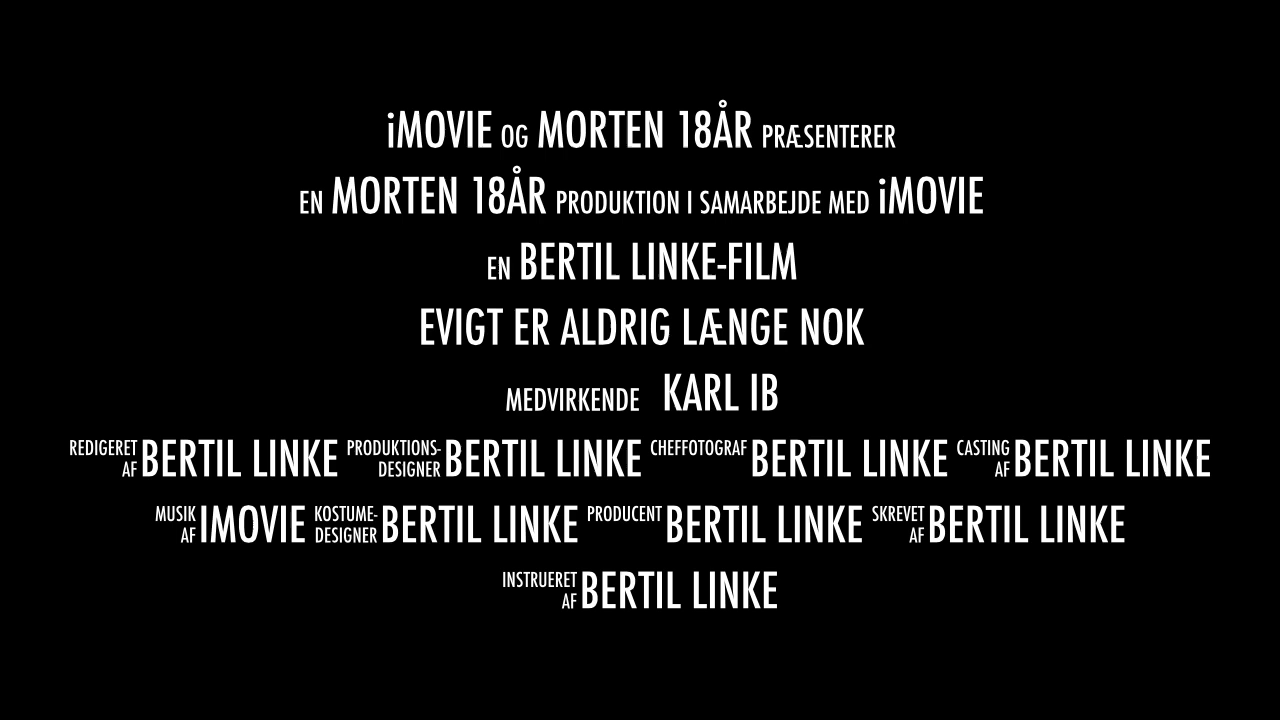 iMOVIE OG MORTEN 18ÅR PRÆSENTERER
EN MORTEN 18ÅR PRODUKTION I SAMARBEJDE MED iMOVIE
EN BERTIL LINKE-FILM
EVIGT ER ALDRIG LÆNGE NOK
MEDVIRKENDE KARL IB
REDIGERET AF BERTIL LINKE PRODUKTIONS-DESIGNER BERTIL LINKE CHEFFOTOGRAF BERTIL LINKE CASTING AF BERTIL LINKE
MUSIK AF IMOVIE KOSTUME-DESIGNER BERTIL LINKE PRODUCENT BERTIL LINKE SKREVET AF BERTIL LINKE
INSTRUERET AF BERTIL LINKE